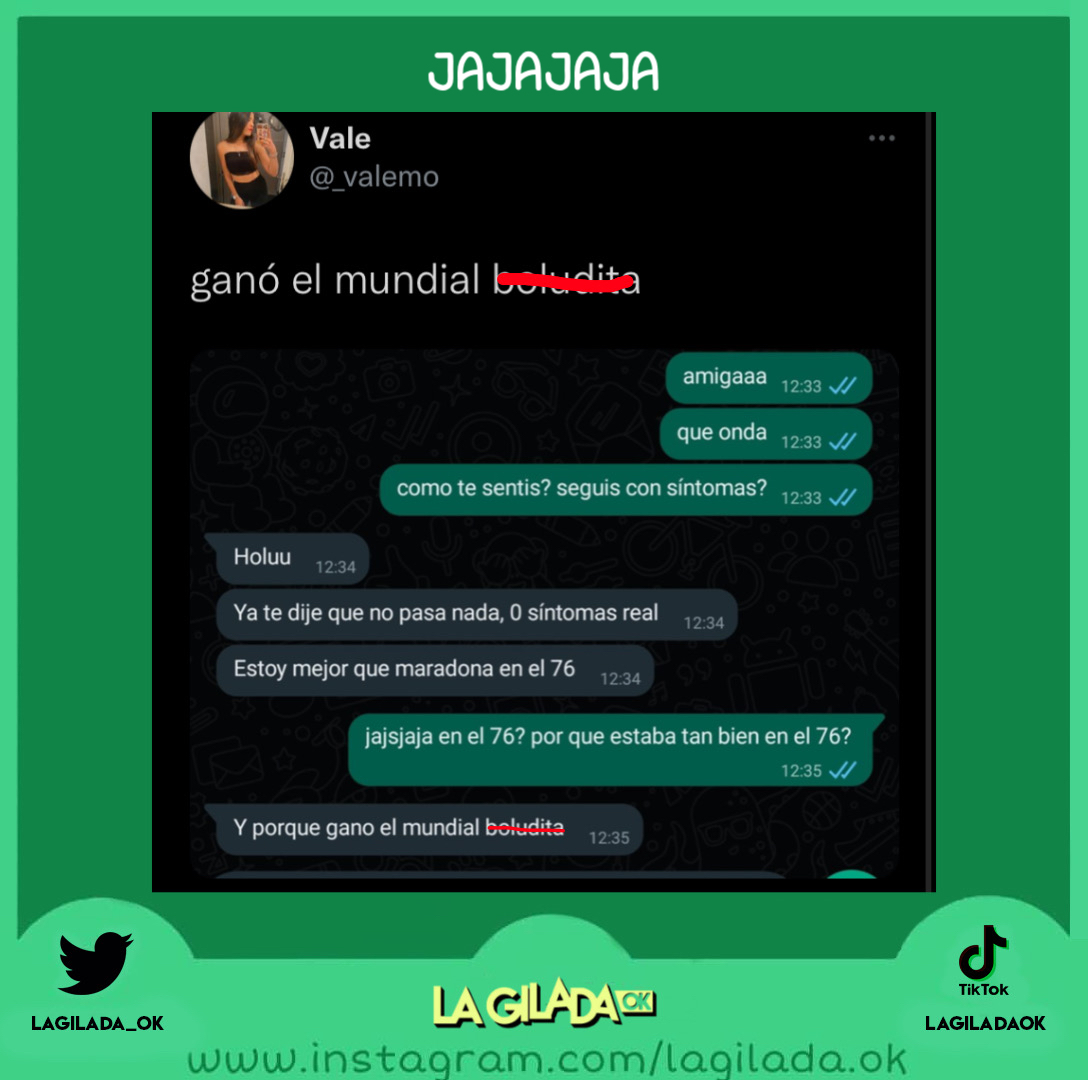 JAJAJAJA
Vale
@_valemo
ganó el mundial boludita
amigaaa 12:33
que onda 12:33
como te sentis? seguis con síntomas? 12:33
Holuu 12:34
Ya te dije que no pasa nada, 0 síntomas real 12:34
Estoy mejor que maradona en el 76 12:34
jajsjaja en el 76? por que estaba tan bien en el 76?
12:35
Y porque gano el mundial boludita 12:35
LAGILADA_OK
LA GILADA OK
TikTok
LAGILADAOK
www.instagram.com/lagilada.ok